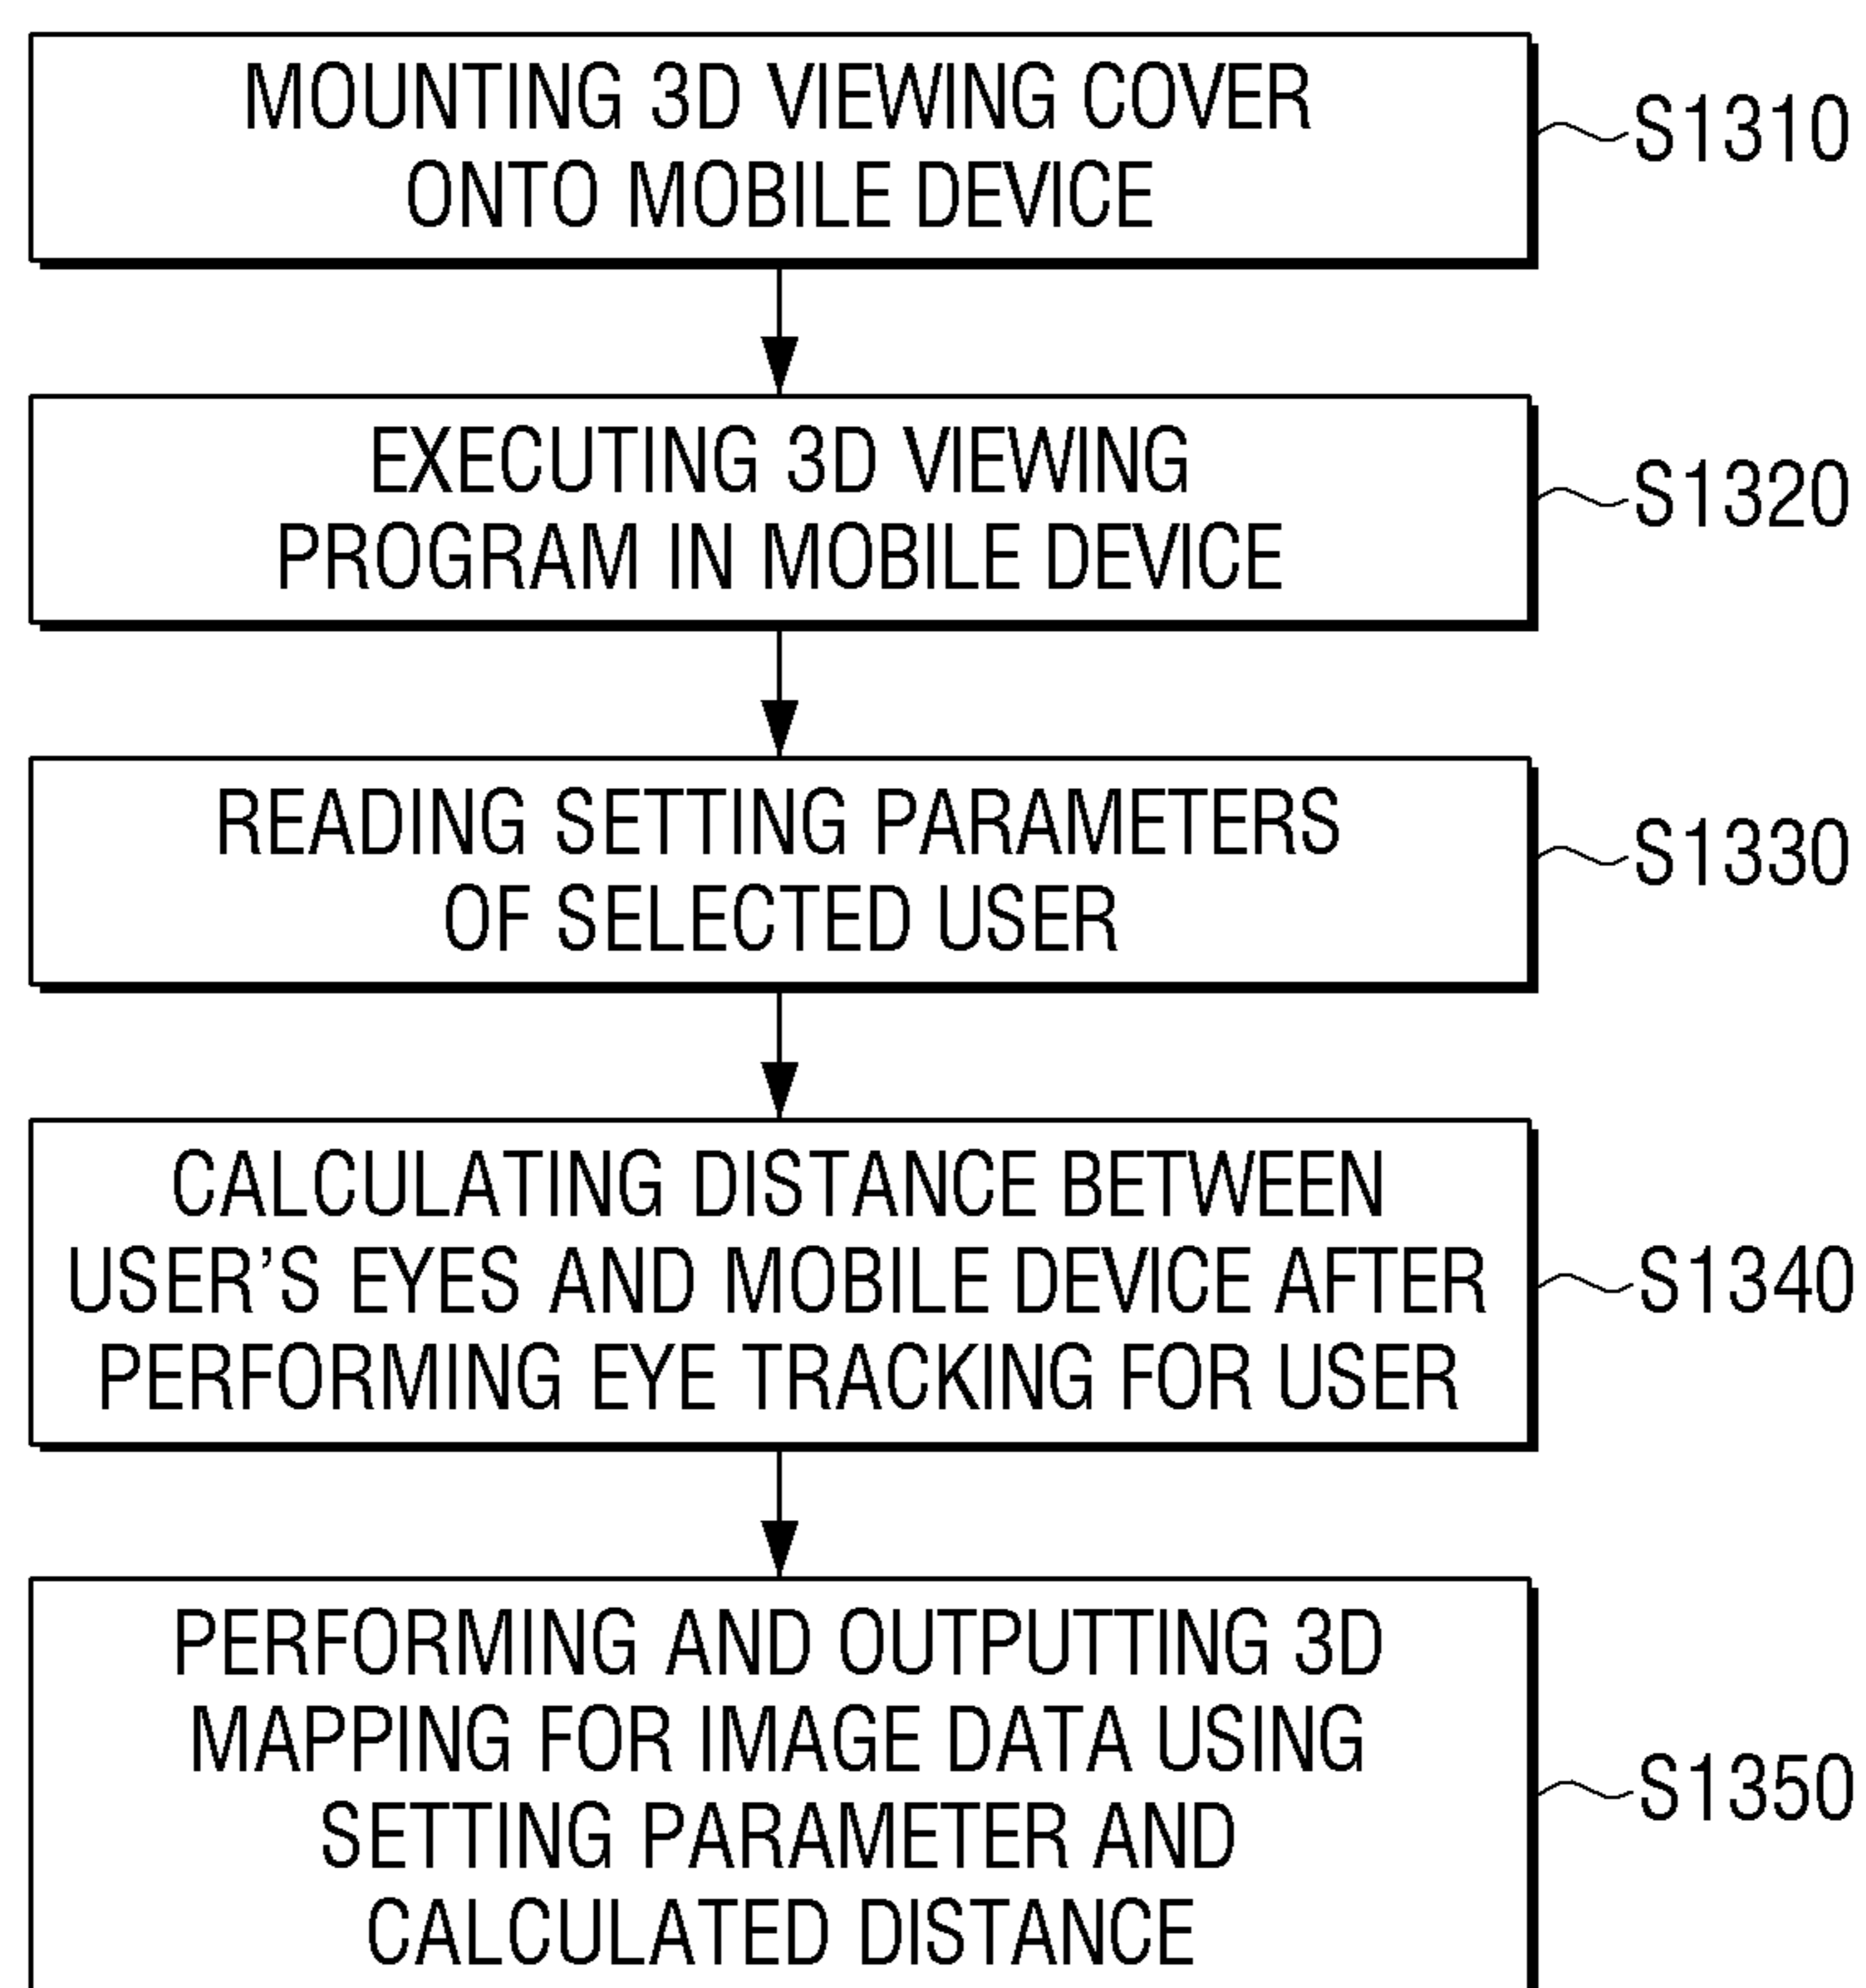 MOUNTING 3D VIEWING COVER
ONTO MOBILE DEVICE
S1310
EXECUTING 3D VIEWING
PROGRAM IN MOBILE DEVICE
S1320
READING SETTING PARAMETERS
OF SELECTED USER
S1330
CALCULATING DISTANCE BETWEEN
USER'S EYES AND MOBILE DEVICE AFTER
PERFORMING EYE TRACKING FOR USER
S1340
PERFORMING AND OUTPUTTING 3D
MAPPING FOR IMAGE DATA USING
SETTING PARAMETER AND
CALCULATED DISTANCE
S1350